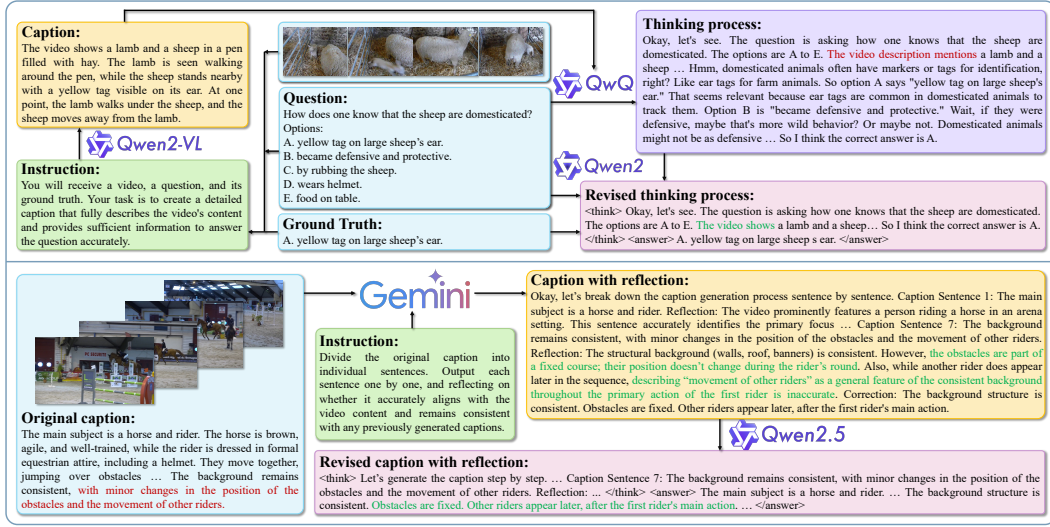 Caption:
The video shows a lamb and a sheep in a pen
filled with hay. The lamb is seen walking
around the pen, while the sheep stands nearby
with a yellow tag visible on its ear. At one
point, the lamb walks under the sheep, and the
sheep moves away from the lamb.
Qwen2-VL
Instruction:
You will receive a video, a question, and its
ground truth. Your task is to create a detailed
caption that fully describes the video's content
and provides sufficient information to answer
the question accurately.
Question:
How does one know that the sheep are domesticated?
Options:
A. yellow tag on large sheep's ear.
B. became defensive and protective.
C. by rubbing the sheep.
D. wears helmet.
E. food on table.
Ground Truth:
A. yellow tag on large sheep's ear.
QwQ
Qwen2
Thinking process:
Okay, let's see. The question is asking how one knows that the sheep are
domesticated. The options are A to E. The video description mentions a lamb and a
sheep … Hmm, domesticated animals often have markers or tags for identification,
right? Like ear tags for farm animals. So option A says "yellow tag on large sheep's
ear." That seems relevant because ear tags are common in domesticated animals to
track them. Option B is "became defensive and protective." Wait, if they were
defensive, maybe that's more wild behavior? Or maybe not. Domesticated animals
might not be as defensive … So I think the correct answer is A.
Revised thinking process:
<think> Okay, let's see. The question is asking how one knows that the sheep are domesticated.
The options are A to E. The video shows a lamb and a sheep… So I think the correct answer is A.
</think> <answer> A. yellow tag on large sheep s ear. </answer>
Original caption:
The main subject is a horse and rider. The horse is brown,
agile, and well-trained, while the rider is dressed in formal
equestrian attire, including a helmet. They move together,
jumping over obstacles … The background remains
consistent, with minor changes in the position of the
obstacles and the movement of other riders.
Gemini
Instruction:
Divide the original caption into
individual sentences. Output each
sentence one by one, and reflecting on
whether it accurately aligns with the
video content and remains consistent
with any previously generated captions.
Caption with reflection:
Okay, let's break down the caption generation process sentence by sentence. Caption Sentence 1: The main
subject is a horse and rider. Reflection: The video prominently features a person riding a horse in an arena
setting. This sentence accurately identifies the primary focus … Caption Sentence 7: The background
remains consistent, with minor changes in the position of the obstacles and the movement of other riders.
Reflection: The structural background (walls, roof, banners) is consistent. However, the obstacles are part of
a fixed course; their position doesn't change during the rider's round. Also, while another rider does appear
later in the sequence, describing "movement of other riders" as a general feature of the consistent background
throughout the primary action of the first rider is inaccurate. Correction: The background structure is
consistent. Obstacles are fixed. Other riders appear later, after the first rider's main action.
Qwen2.5
Revised caption with reflection:
<think> Let's generate the caption step by step. … Caption Sentence 7: The background remains consistent, with minor changes in the position of the
obstacles and the movement of other riders. Reflection: ... </think> <answer> The main subject is a horse and rider. … The background structure is
consistent. Obstacles are fixed. Other riders appear later, after the first rider's main action. … </answer>